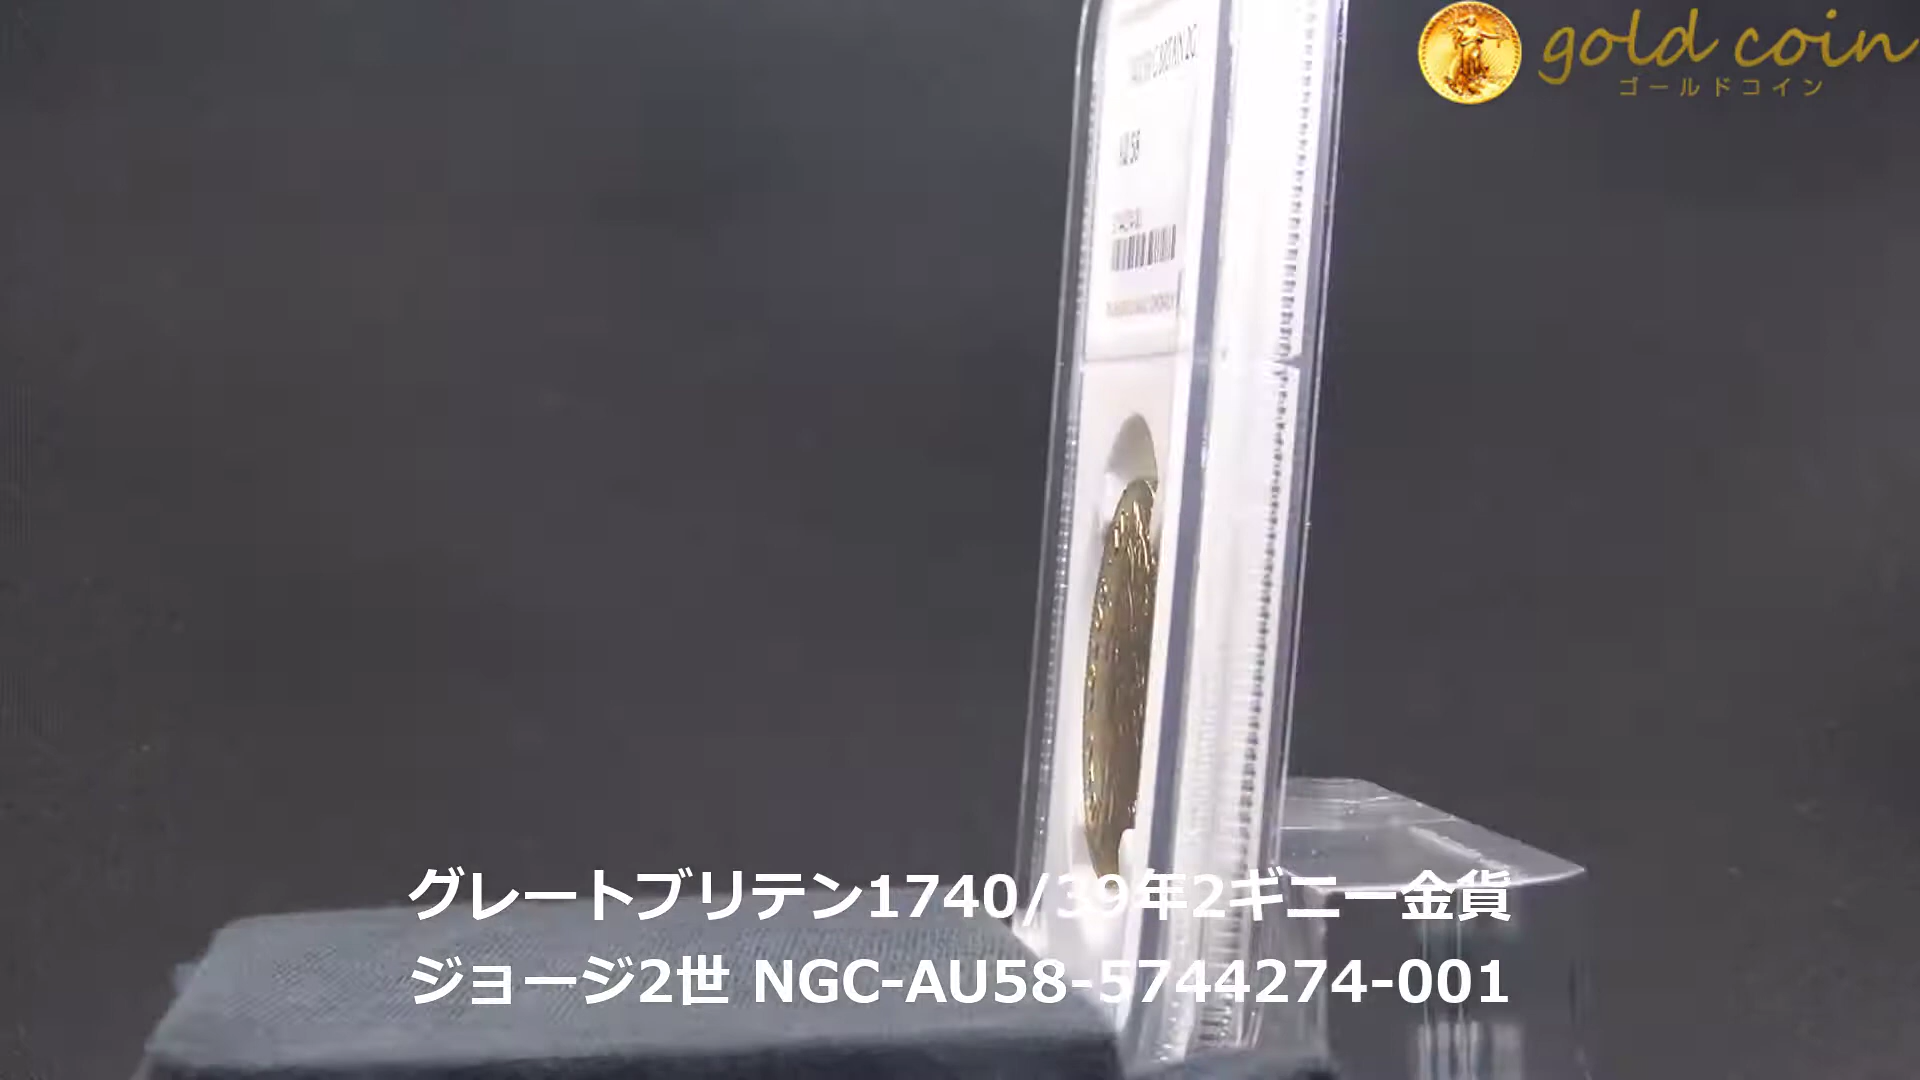 gold coin
ゴールドコイン
AU 58
グレートブリテン1740/39年2ギニー金貨
ジョージ2世 NGC-AU58-5744274-001